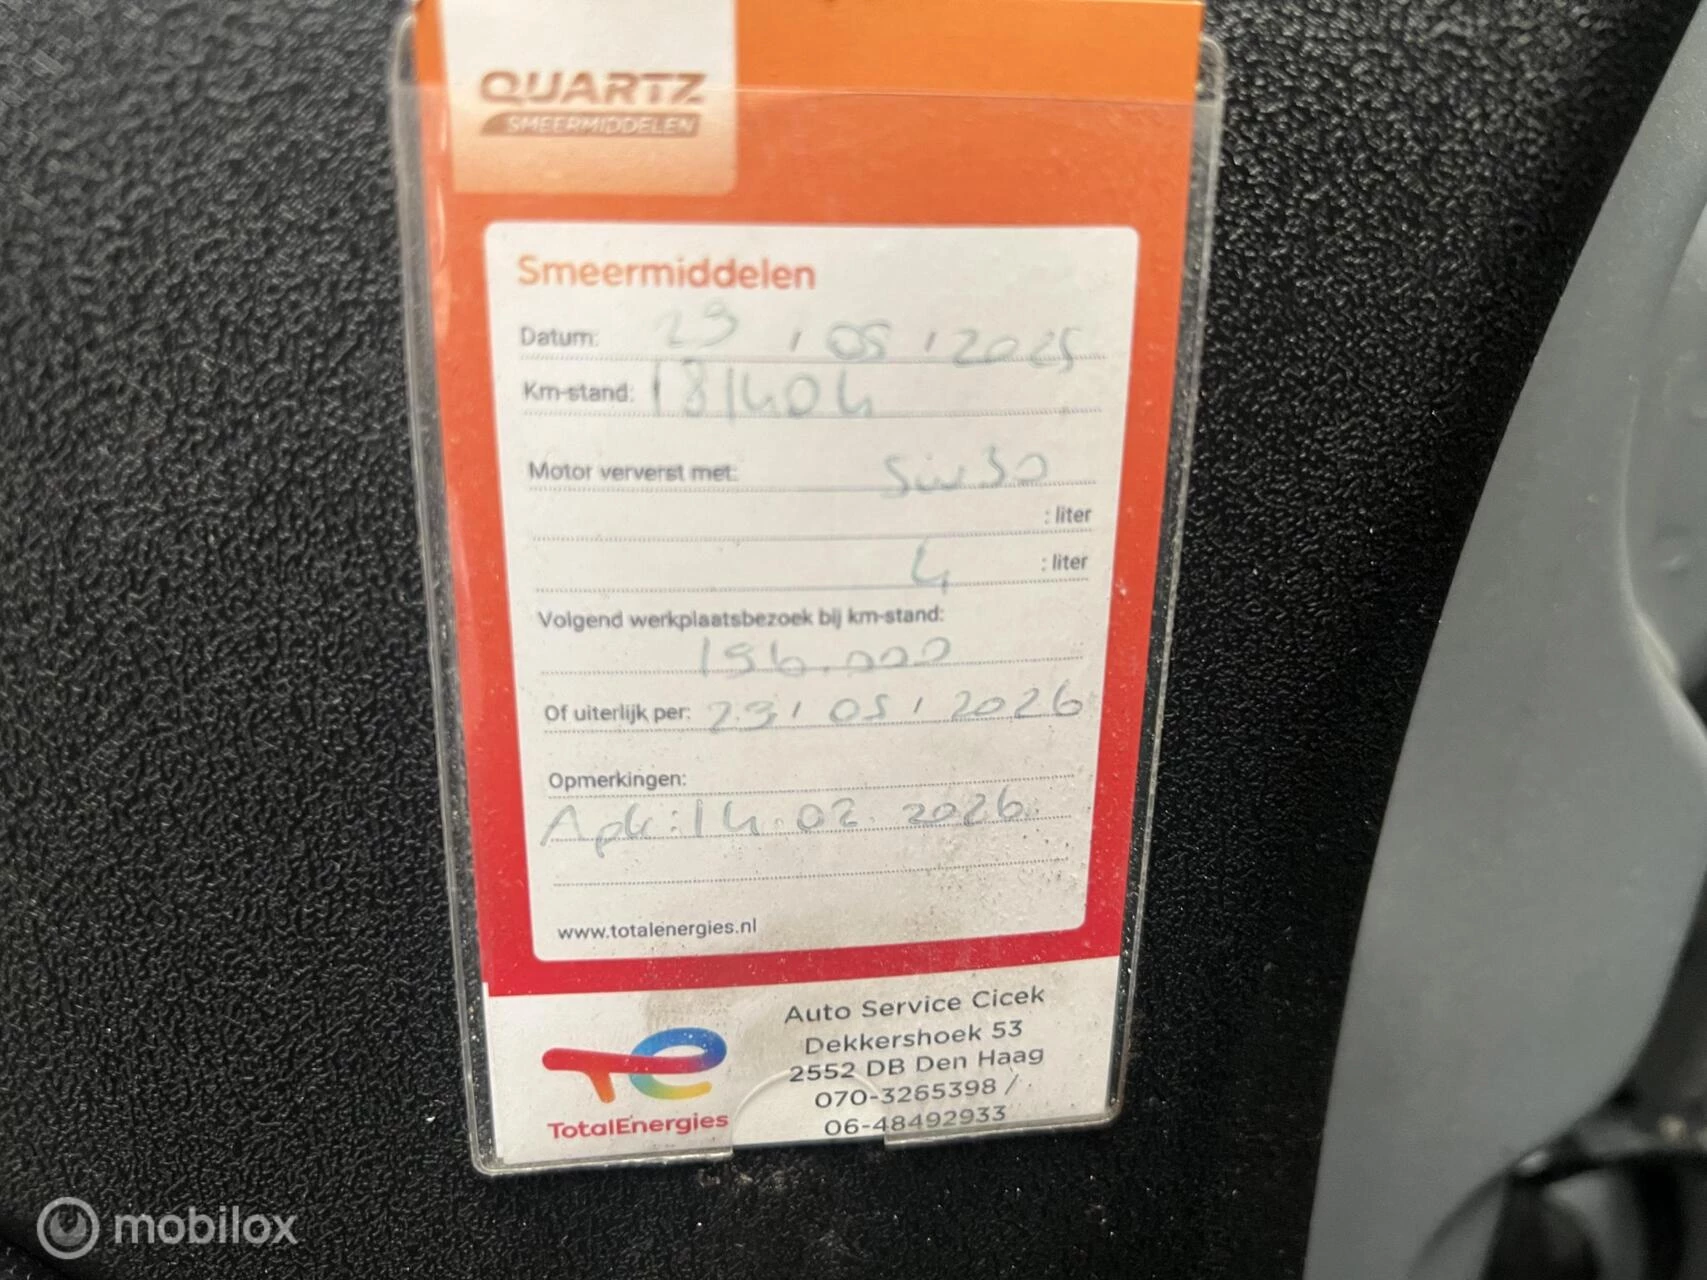 QUARTZ
SMEERMIDDELEN
Smeermiddelen
Datum: 23 / 05 / 2025
Km-stand: 181404
Motor ververst met: 5w30
: liter
4 : liter
Volgend werkplaatsbezoek bij km-stand:
196.000
Of uiterlijk per: 23 / 05 / 2026
Opmerkingen:
Apk: 14.02.2026.
www.totalenergies.nl
TotalEnergies
Auto Service Cicek
Dekkershoek 53
2552 DB Den Haag
070-3265398 /
06-48492933
mobilox